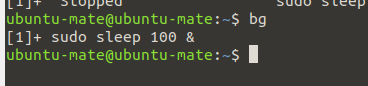 [1]+  Stopped                 sudo sleep
ubuntu-mate@ubuntu-mate:~$ bg
[1]+ sudo sleep 100 &
ubuntu-mate@ubuntu-mate:~$